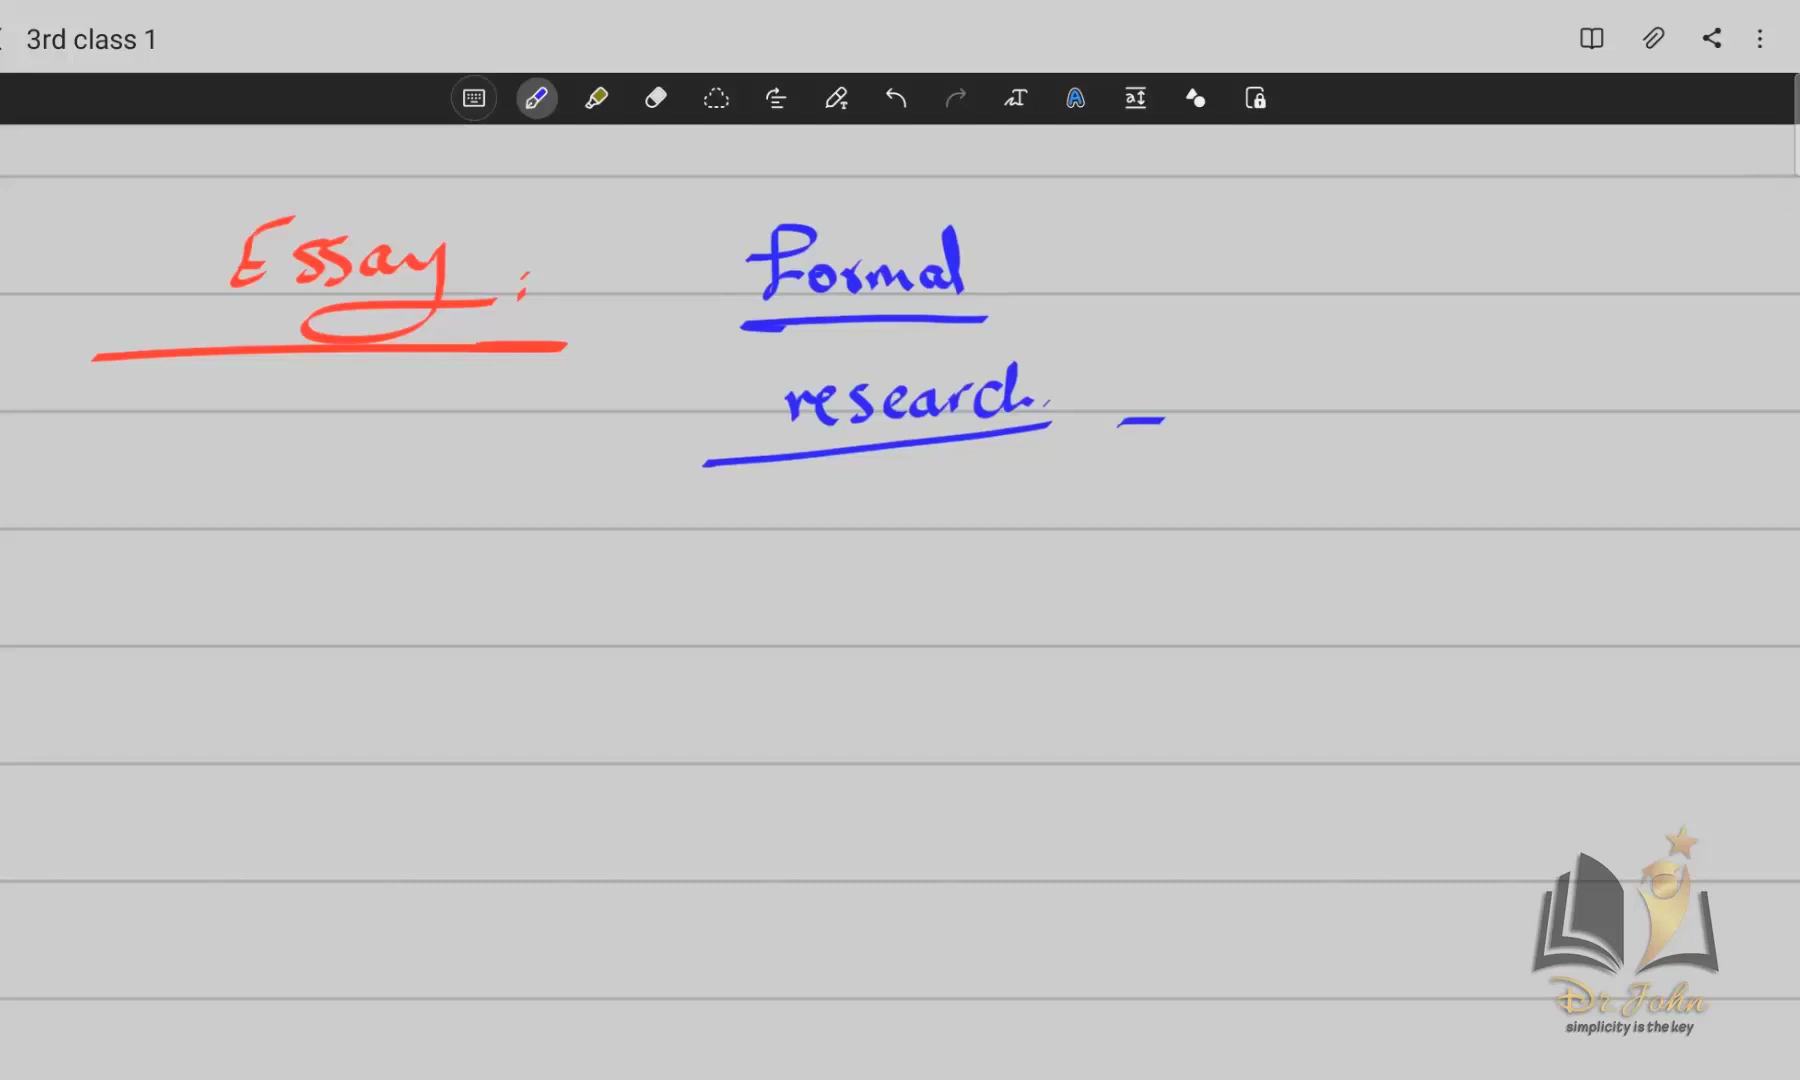 3rd class 1
Essay :
formal
research. -
Dr. John
simplicity is the key